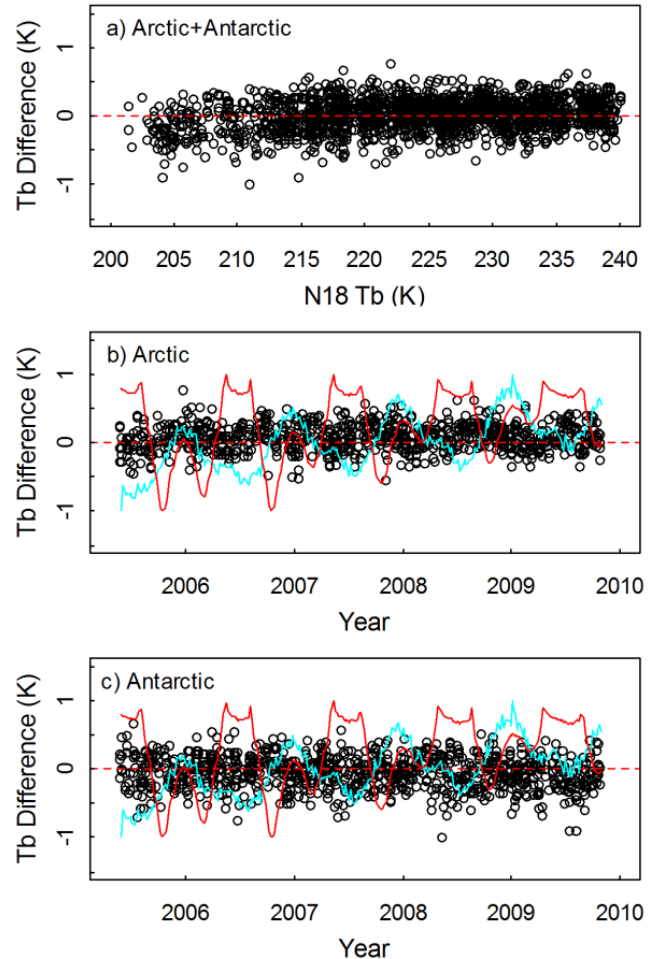 a) Arctic+Antarctic
Tb Difference (K)
1
0
-1
200 205 210 215 220 225 230 235 240
N18 Tb (K)
b) Arctic
Tb Difference (K)
1
0
-1
2006 2007 2008 2009 2010
Year
c) Antarctic
Tb Difference (K)
1
0
-1
2006 2007 2008 2009 2010
Year